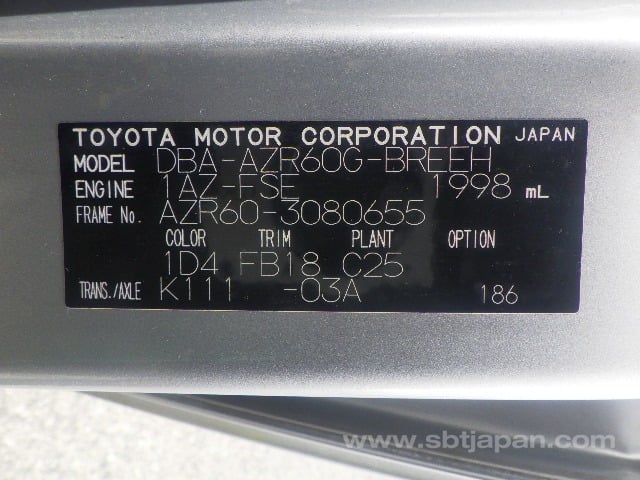 TOYOTA MOTOR CORPORATION JAPAN
MODEL DBA-AZR60G-BREEH
ENGINE 1AZ-FSE 1998 mL
FRAME No. AZR60-3080655
COLOR TRIM PLANT OPTION
1D4 FB18 C25
TRANS./AXLE K111 -03A 186
www.sbtjapan.com